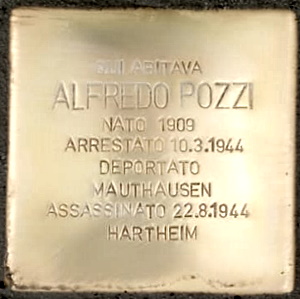 QUI ABITAVA
ALFREDO POZZI
NATO 1909
ARRESTATO 10.3.1944
DEPORTATO
MAUTHAUSEN
ASSASSINATO 22.8.1944
HARTHEIM